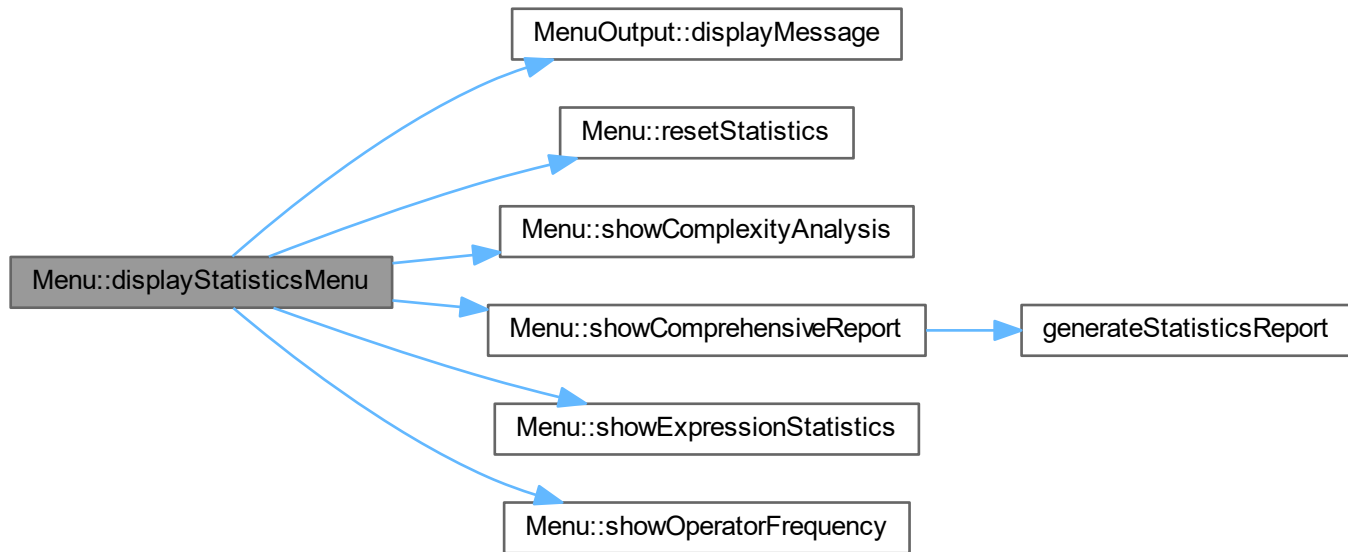 MenuOutput::displayMessage
Menu::resetStatistics
Menu::showComplexityAnalysis
Menu::displayStatisticsMenu
Menu::showComprehensiveReport
generateStatisticsReport
Menu::showExpressionStatistics
Menu::showOperatorFrequency